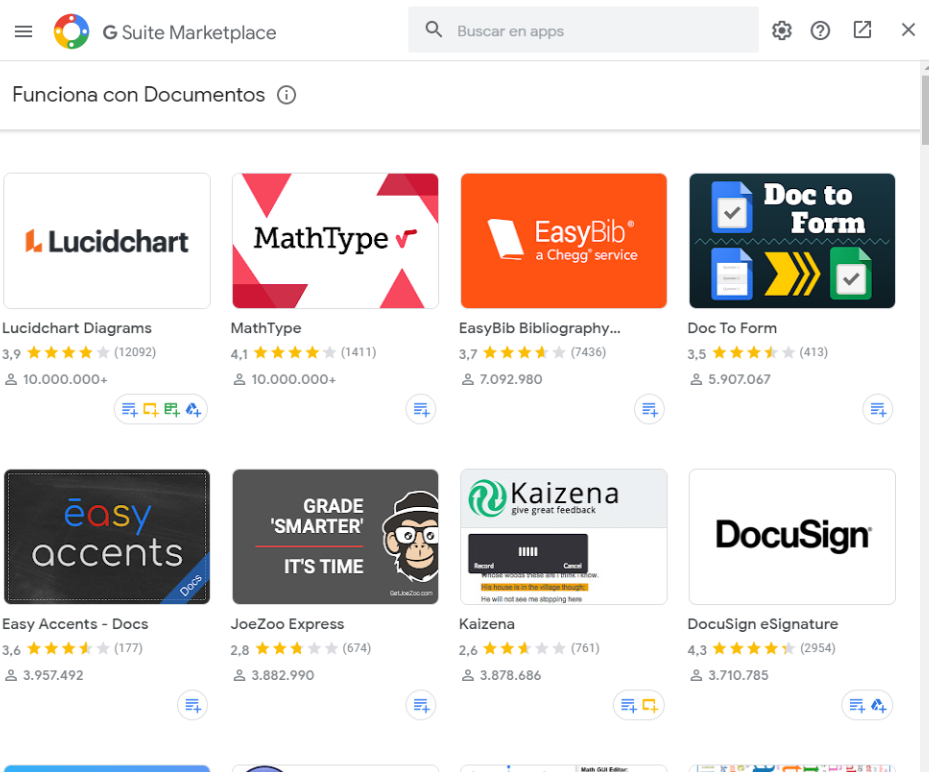 G Suite Marketplace
Buscar en apps
Funciona con Documentos
Lucidchart
MathType
EasyBib®
a Chegg® service
Doc to
Form
Lucidchart Diagrams
MathType
EasyBib Bibliography...
Doc To Form
3,9 (12092)
4,1 (1411)
3,7 (7436)
3,5 (413)
10.000.000+
10.000.000+
7.092.980
5.907.067
ēasy
accents
Docs
GRADE
'SMARTER'
IT'S TIME
GetJoeZoo.com
Kaizena
give great feedback
Record
Cancel
Whose woods these are I think I know.
His house is in the village though;
He will not see me stopping here
DocuSign®
Easy Accents - Docs
JoeZoo Express
Kaizena
DocuSign eSignature
3,6 (177)
2,8 (674)
2,6 (761)
4,3 (2954)
3.957.492
3.882.990
3.878.686
3.710.785
Math GUI Editor: